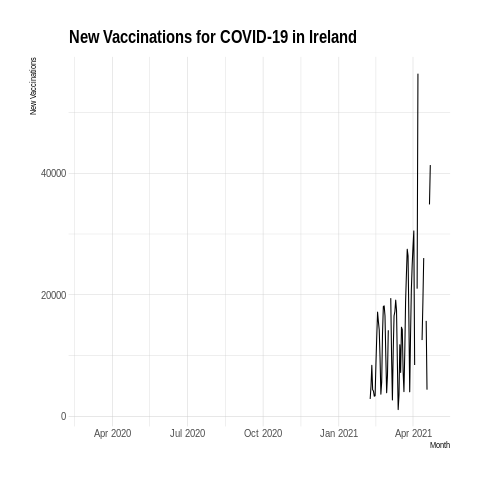 New Vaccinations for COVID-19 in Ireland
New Vaccinations
40000
20000
0
Apr 2020
Jul 2020
Oct 2020
Jan 2021
Apr 2021
Month